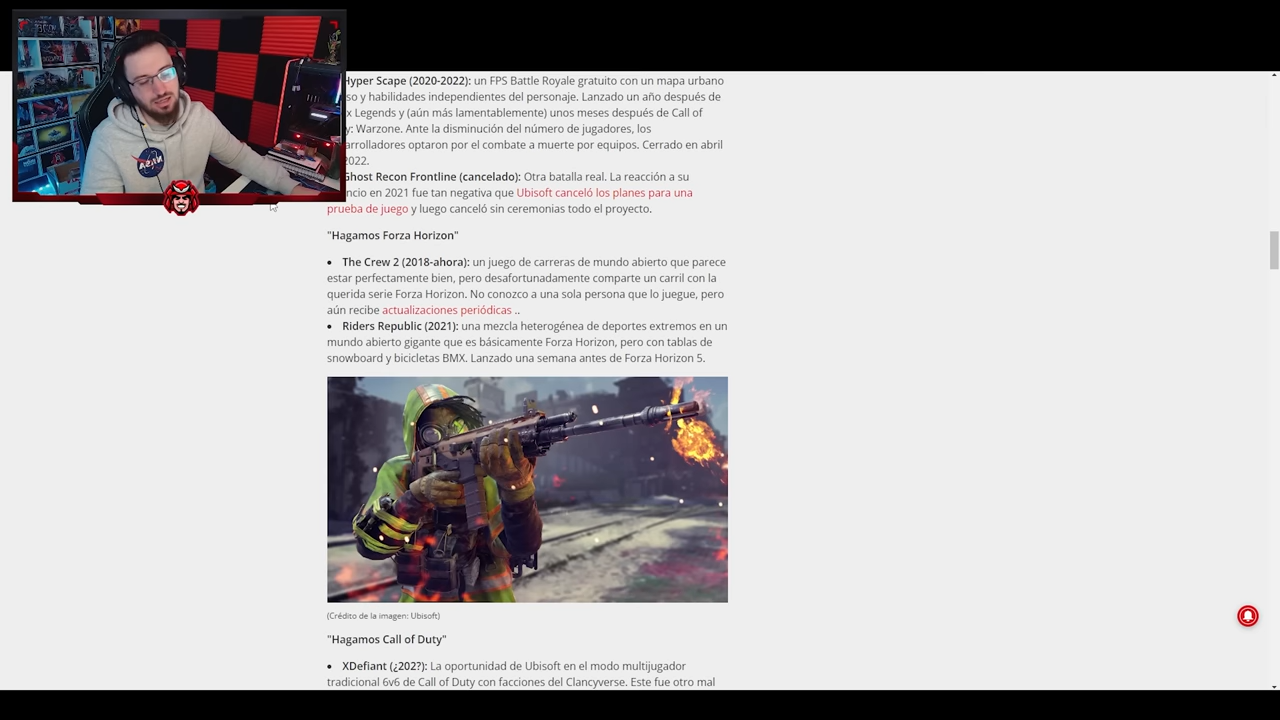 Hyper Scape (2020-2022): un FPS Battle Royale gratuito con un mapa urbano
so y habilidades independientes del personaje. Lanzado un año después de
x Legends y (aún más lamentablemente) unos meses después de Call of
y: Warzone. Ante la disminución del número de jugadores, los
arrolladores optaron por el combate a muerte por equipos. Cerrado en abril
2022.
Ghost Recon Frontline (cancelado): Otra batalla real. La reacción a su
ncio en 2021 fue tan negativa que Ubisoft canceló los planes para una
prueba de juego y luego canceló sin ceremonias todo el proyecto.
"Hagamos Forza Horizon"
• The Crew 2 (2018-ahora): un juego de carreras de mundo abierto que parece
estar perfectamente bien, pero desafortunadamente comparte un carril con la
querida serie Forza Horizon. No conozco a una sola persona que lo juegue, pero
aún recibe actualizaciones periódicas ..
• Riders Republic (2021): una mezcla heterogénea de deportes extremos en un
mundo abierto gigante que es básicamente Forza Horizon, pero con tablas de
snowboard y bicicletas BMX. Lanzado una semana antes de Forza Horizon 5.
(Crédito de la imagen: Ubisoft)
"Hagamos Call of Duty"
• XDefiant (¿202?): La oportunidad de Ubisoft en el modo multijugador
tradicional 6v6 de Call of Duty con facciones del Clancyverse. Este fue otro mal